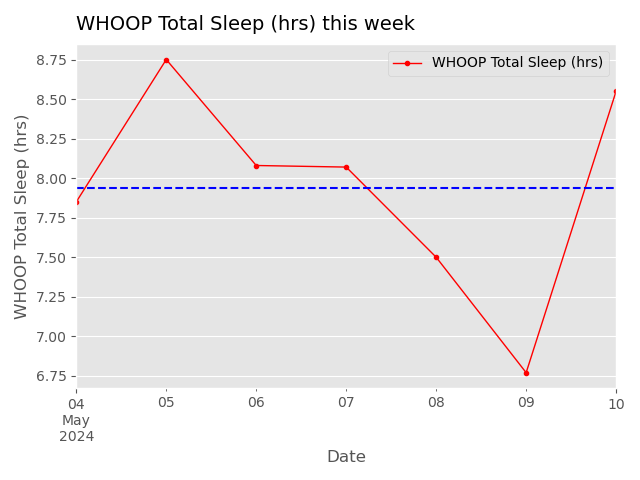 WHOOP Total Sleep (hrs) this week
WHOOP Total Sleep (hrs)
WHOOP Total Sleep (hrs)
8.75
8.50
8.25
8.00
7.75
7.50
7.25
7.00
6.75
04 05 06 07 08 09 10
May
2024
Date